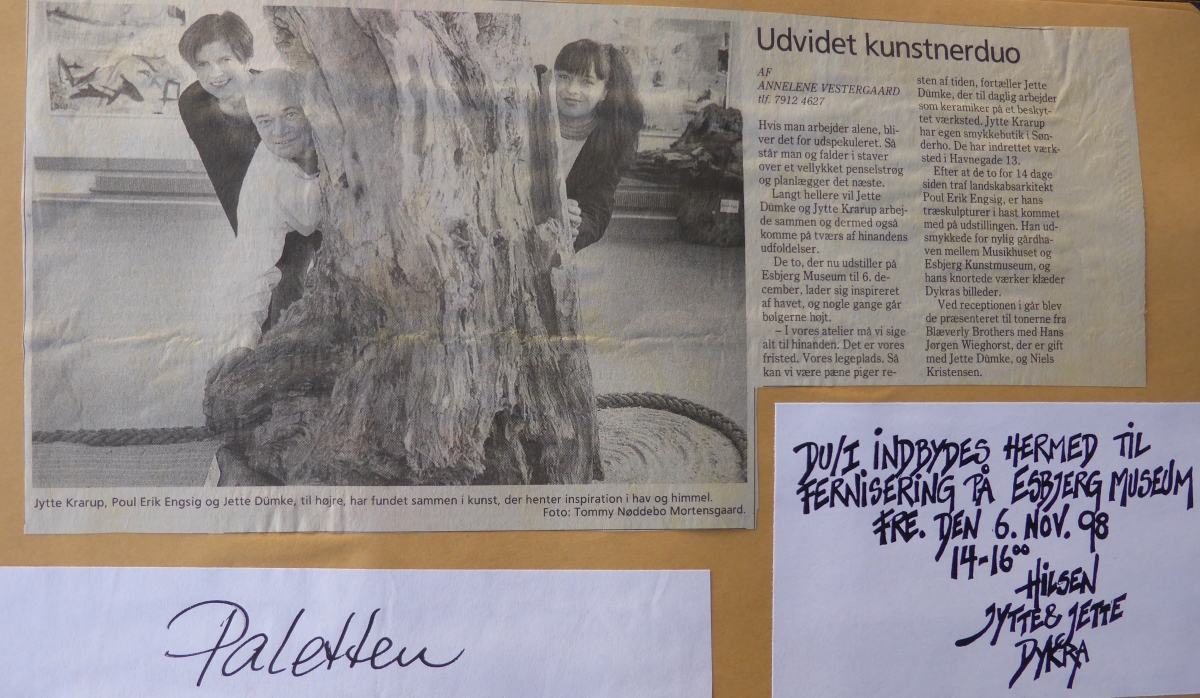 Udvidet kunstnerduo
AF
ANNELENE VESTERGAARD
tlf. 7912 4627
Hvis man arbejder alene, bli-
ver det for udspekuleret. Så
står man og falder i staver
over et vellykket penselstrøg
og planlægger det næste.
Langt hellere vil Jette
Dümke og Jytte Krarup arbej-
de sammen og dermed også
komme på tværs af hinandens
udfoldelser.
De to, der nu udstiller på
Esbjerg Museum til 6. de-
cember, lader sig inspireret
af havet, og nogle gange går
bølgerne højt.
– I vores atelier må vi sige
alt til hinanden. Det er vores
fristed. Vores legeplads. Så
kan vi være pæne piger re-
sten af tiden, fortæller Jette
Dümke, der til daglig arbejder
som keramiker på et beskyt-
tet værksted. Jytte Krarup
har egen smykkebutik i Søn-
derho. De har indrettet værk-
sted i Havnegade 13.
Efter at de to for 14 dage
siden traf landskabsarkitekt
Poul Erik Engsig, er hans
træskulpturer i hast kommet
med på udstillingen. Han ud-
smykkede for nylig gårdha-
ven mellem Musikhuset og
Esbjerg Kunstmuseum, og
hans knortede værker klæder
Dykras billeder.
Ved receptionen i går blev
de præsenteret til tonerne fra
Blæverly Brothers med Hans
Jørgen Wieghorst, der er gift
med Jette Dümke, og Niels
Kristensen.
Jytte Krarup, Poul Erik Engsig og Jette Dümke, til højre, har fundet sammen i kunst, der henter inspiration i hav og himmel.
Foto: Tommy Nøddebo Mortensgaard.
DU/I INDBYDES HERMED TIL
FERNISERING PÅ ESBJERG MUSEUM
FRE. DEN 6. NOV. 98
14-16⁰⁰
HILSEN
JYTTE & JETTE
DYKRA
Paletten